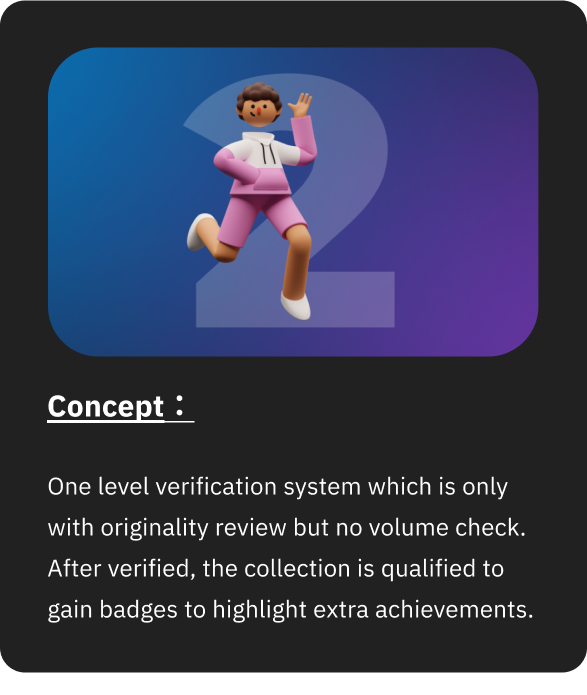 2
Concept：
One level verification system which is only
with originality review but no volume check.
After verified, the collection is qualified to
gain badges to highlight extra achievements.